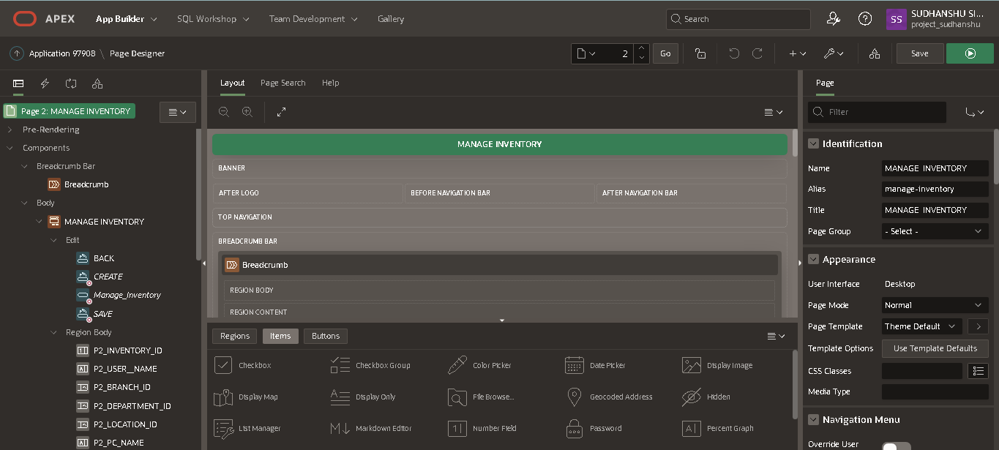 APEX App Builder SQL Workshop Team Development Gallery Search SS SUDHANSHU SI...
project_sudhanshu
Application 97908 \ Page Designer 2 Go Save
Layout Page Search Help
Page
Page 2: MANAGE INVENTORY
Pre-Rendering
Components
Breadcrumb Bar
Breadcrumb
Body
MANAGE INVENTORY
Edit
BACK
CREATE
Manage_Inventory
SAVE
Region Body
P2_INVENTORY_ID
P2_USER_NAME
P2_BRANCH_ID
P2_DEPARTMENT_ID
P2_LOCATION_ID
P2_PC_NAME
MANAGE INVENTORY
BANNER
AFTER LOGO BEFORE NAVIGATION BAR AFTER NAVIGATION BAR
TOP NAVIGATION
BREADCRUMB BAR
Breadcrumb
REGION BODY
REGION CONTENT
Regions Items Buttons
Checkbox Checkbox Group Color Picker Date Picker Display Image
Display Map Display Only File Browse... Geocoded Address Hidden
List Manager Markdown Editor Number Field Password Percent Graph
Filter
Identification
Name MANAGE INVENTORY
Alias manage-inventory
Title MANAGE INVENTORY
Page Group - Select -
Appearance
User Interface Desktop
Page Mode Normal
Page Template Theme Default
Template Options Use Template Defaults
CSS Classes
Media Type
Navigation Menu
Override User